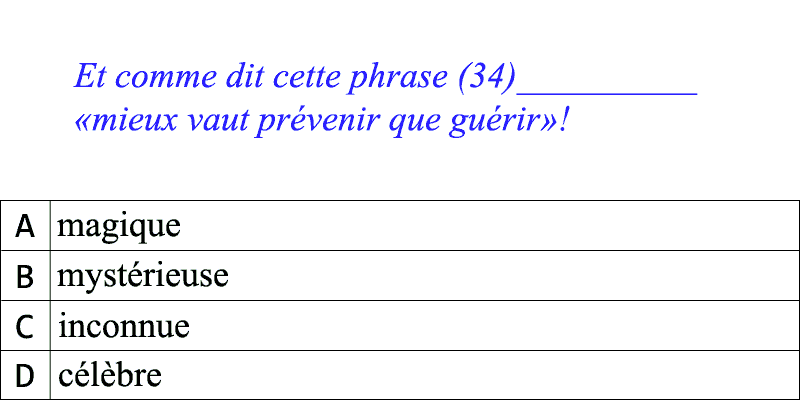 Et comme dit cette phrase (34)__________
«mieux vaut prévenir que guérir»!
A magique
B mystérieuse
C inconnue
D célèbre